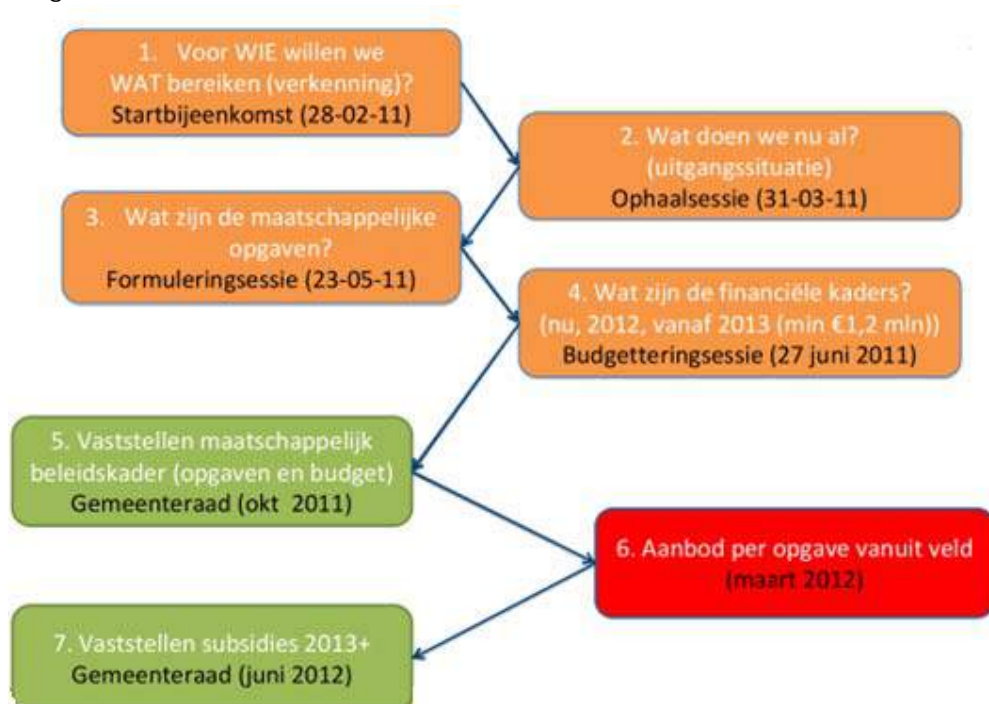 1. Voor WIE willen we
WAT bereiken (verkenning)?
Startbijeenkomst (28-02-11)
2. Wat doen we nu al?
(uitgangssituatie)
Ophaalsessie (31-03-11)
3. Wat zijn de maatschappelijke
opgaven?
Formuleringsessie (23-05-11)
4. Wat zijn de financiële kaders?
(nu, 2012, vanaf 2013 (min €1,2 mln))
Budgetteringsessie (27 juni 2011)
5. Vaststellen maatschappelijk
beleidskader (opgaven en budget)
Gemeenteraad (okt 2011)
6. Aanbod per opgave vanuit veld
(maart 2012)
7. Vaststellen subsidies 2013+
Gemeenteraad (juni 2012)